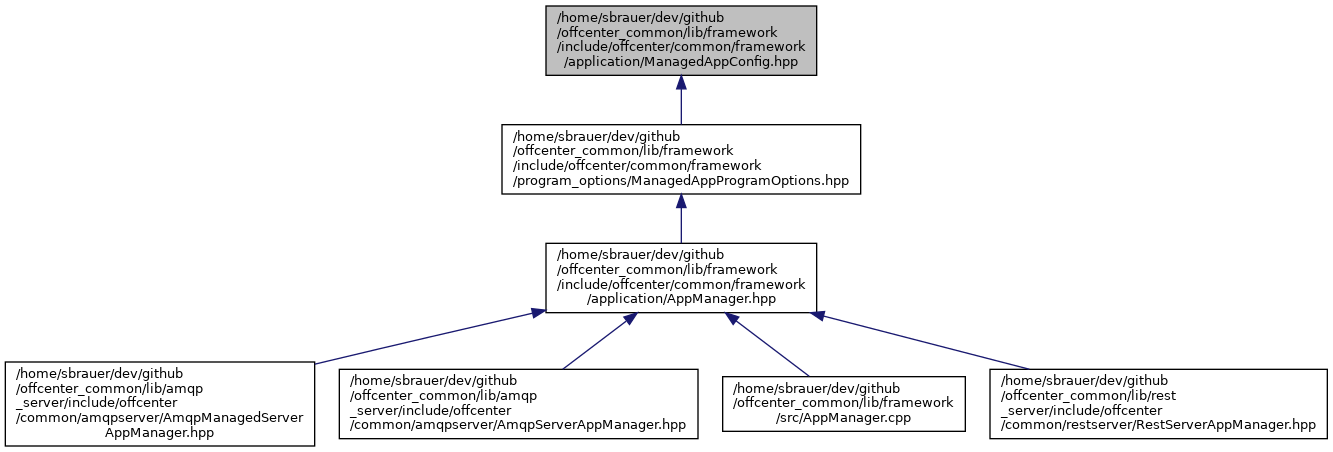 /home/sbrauer/dev/github
/offcenter_common/lib/framework
/include/offcenter/common/framework
/application/ManagedAppConfig.hpp
/home/sbrauer/dev/github
/offcenter_common/lib/framework
/include/offcenter/common/framework
/program_options/ManagedAppProgramOptions.hpp
/home/sbrauer/dev/github
/offcenter_common/lib/framework
/include/offcenter/common/framework
/application/AppManager.hpp
/home/sbrauer/dev/github
/offcenter_common/lib/amqp
_server/include/offcenter
/common/amqpserver/AmqpManagedServer
AppManager.hpp
/home/sbrauer/dev/github
/offcenter_common/lib/amqp
_server/include/offcenter
/common/amqpserver/AmqpServerAppManager.hpp
/home/sbrauer/dev/github
/offcenter_common/lib/framework
/src/AppManager.cpp
/home/sbrauer/dev/github
/offcenter_common/lib/rest
_server/include/offcenter
/common/restserver/RestServerAppManager.hpp